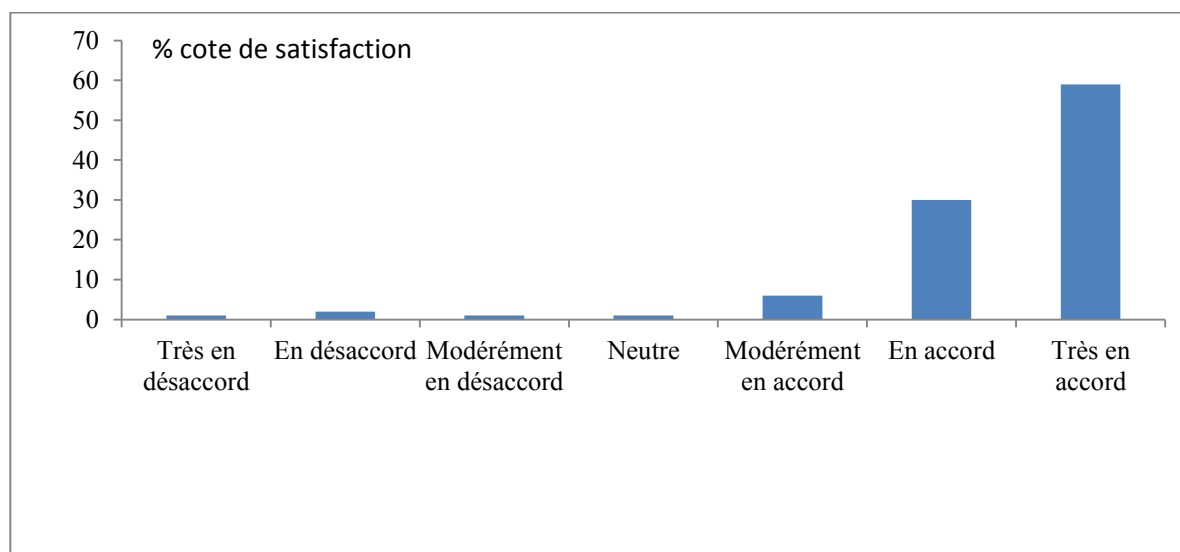 % cote de satisfaction
70
60
50
40
30
20
10
0
Très en
désaccord
En désaccord
Modérément
en désaccord
Neutre
Modérément
en accord
En accord
Très en
accord